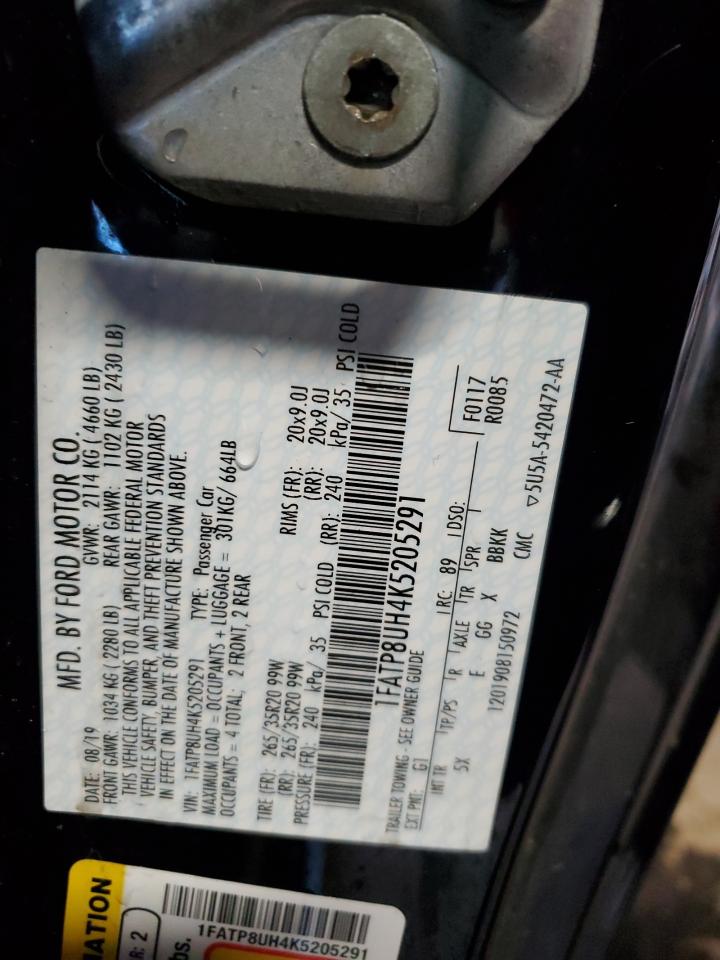 MFD. BY FORD MOTOR CO.
DATE: 08/19 GVWR: 2114 KG ( 4660 LB)
FRONT GAWR: 1034 KG ( 2280LB) REAR GAWR: 1102 KG ( 2430 LB)
THIS VEHICLE CONFORMS TO ALL APPLICABLE FEDERAL MOTOR
VEHICLE SAFETY, BUMPER, AND THEFT PREVENTION STANDARDS
IN EFFECT ON THE DATE OF MANUFACTURE SHOWN ABOVE.
VIN: 1FATP8UH4K5205291 TYPE: Passenger Car
MAXIMUM LOAD = OCCUPANTS + LUGGAGE = 301KG/ 664LB
OCCUPANTS = 4 TOTAL; 2 FRONT, 2 REAR
TIRE (FR): 265/35R20 99W RIMS (FR): 20x9.0J
(RR): 265/35R20 99W (RR): 20x9.0J
PRESSURE (FR): 240 kPa/ 35 PSI COLD (RR): 240 kPa/ 35 PSI COLD
1FATP8UH4K5205291
TRAILER TOWING - SEE OWNER GUIDE
EXT PNT: G1 RC: 89 DSO: F0117
INT TR TP/PS R AXLE TR SPR R0085
5X E GG X BBKK
1201908150972 CMC ▽5U5A-5420472-AA
MATION
R: 2
bs.
1FATP8UH4K5205291